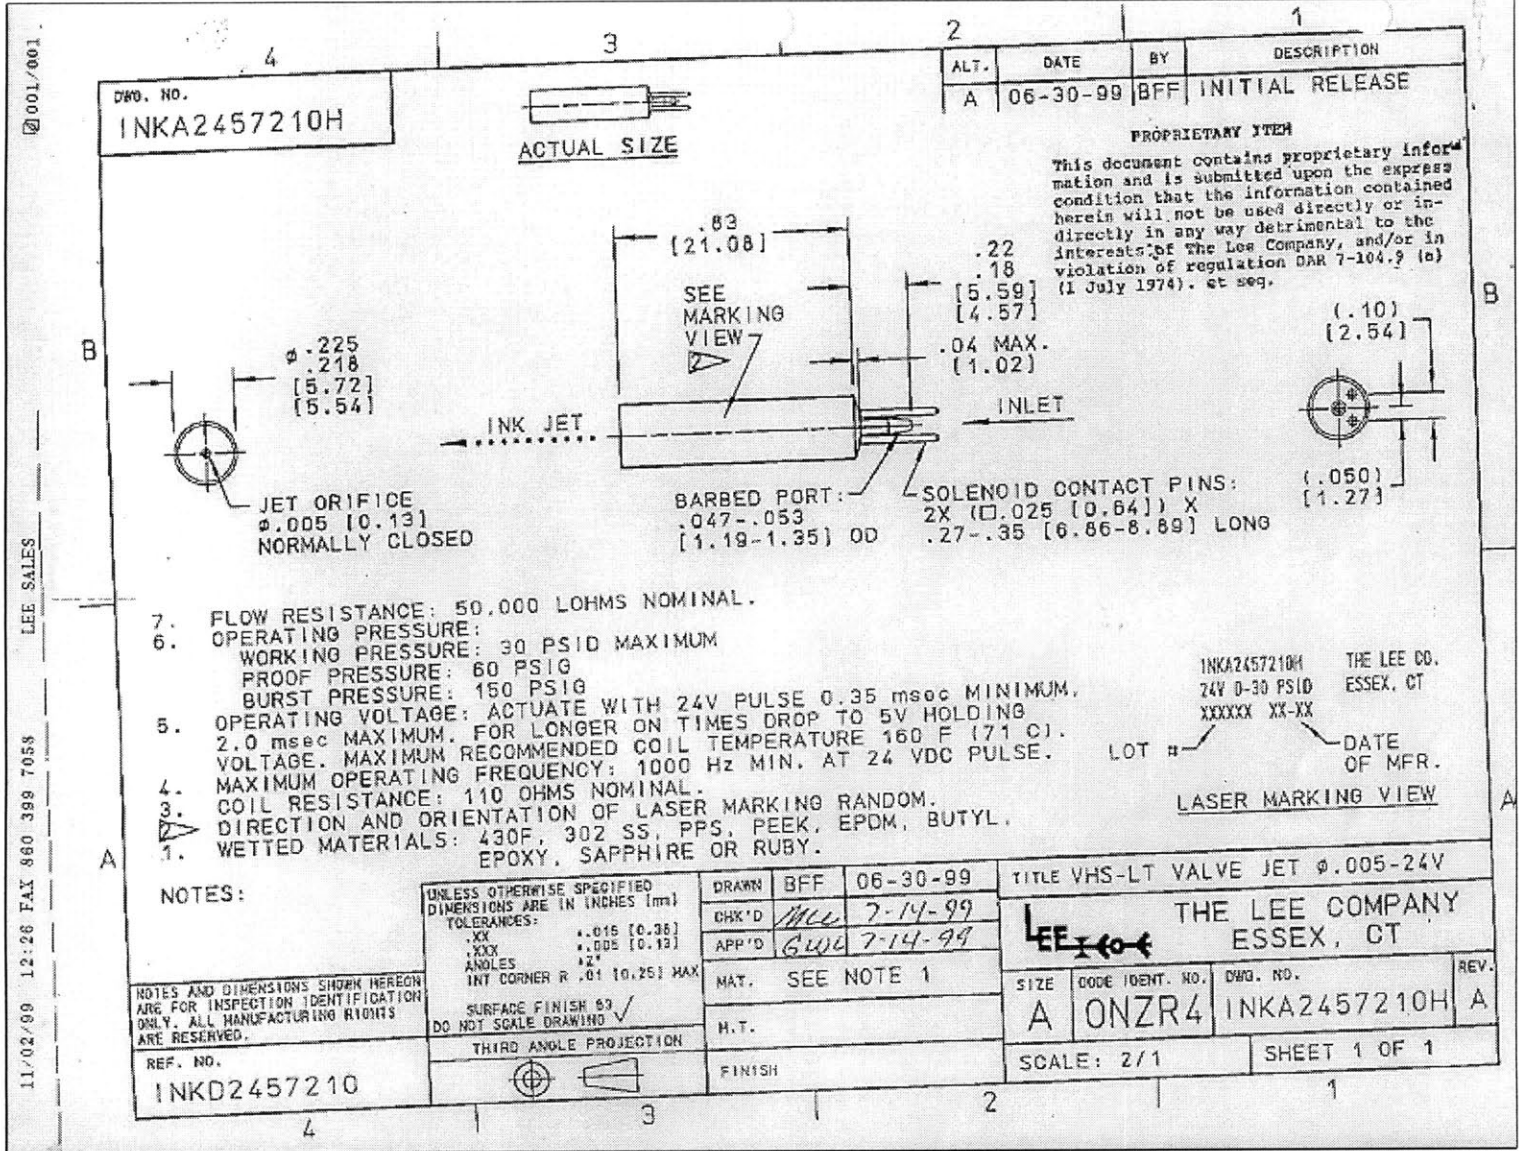 11/02/99 12:26 FAX 860 399 7058 LEE SALES 001/001
4 3 2 1
DWG. NO.
INKA2457210H
ACTUAL SIZE
ALT. DATE BY DESCRIPTION
A 06-30-99 BFF INITIAL RELEASE
PROPRIETARY ITEM
This document contains proprietary infor-
mation and is submitted upon the express
condition that the information contained
herein will not be used directly or in-
directly in any way detrimental to the
interests of The Lee Company, and/or in
violation of regulation DAR 7-104.9 (a)
(1 July 1974). et seq.
B
B
.83
[21.08]
SEE
MARKING
VIEW
2
.22
.18
[5.59]
[4.57]
.04 MAX.
[1.02]
(.10)
[2.54]
ø .225
.218
[5.72]
[5.54]
INK JET
INLET
JET ORIFICE
ø.005 [0.13]
NORMALLY CLOSED
BARBED PORT:
.047-.053
[1.19-1.35] OD
SOLENOID CONTACT PINS:
2X (□.025 [0.64]) X
.27-.35 [6.86-8.89] LONG
(.050)
[1.27]
7. FLOW RESISTANCE: 50,000 LOHMS NOMINAL.
6. OPERATING PRESSURE:
WORKING PRESSURE: 30 PSID MAXIMUM
PROOF PRESSURE: 60 PSIG
BURST PRESSURE: 150 PSIG
5. OPERATING VOLTAGE: ACTUATE WITH 24V PULSE 0.35 msec MINIMUM,
2.0 msec MAXIMUM. FOR LONGER ON TIMES DROP TO 5V HOLDING
VOLTAGE. MAXIMUM RECOMMENDED COIL TEMPERATURE 160 F (71 C).
4. MAXIMUM OPERATING FREQUENCY: 1000 Hz MIN. AT 24 VDC PULSE.
3. COIL RESISTANCE: 110 OHMS NOMINAL.
2 DIRECTION AND ORIENTATION OF LASER MARKING RANDOM.
1. WETTED MATERIALS: 430F, 302 SS, PPS, PEEK, EPDM, BUTYL,
EPOXY, SAPPHIRE OR RUBY.
NOTES:
INKA2457210H THE LEE CO.
24V 0-30 PSID ESSEX, CT
XXXXXX XX-XX
LOT #
DATE
OF MFR.
LASER MARKING VIEW
A
A
UNLESS OTHERWISE SPECIFIED
DIMENSIONS ARE IN INCHES [mm]
TOLERANCES:
.XX ±.015 [0.38]
.XXX ±.005 [0.13]
ANGLES ±2°
INT CORNER R .01 [0.25] MAX
SURFACE FINISH 63
DO NOT SCALE DRAWING
THIRD ANGLE PROJECTION
NOTES AND DIMENSIONS SHOWN HEREON
ARE FOR INSPECTION IDENTIFICATION
ONLY. ALL MANUFACTURING RIGHTS
ARE RESERVED.
REF. NO.
INKD2457210
DRAWN BFF 06-30-99
CHK'D 7-14-99
APP'D GWL 7-14-99
MAT. SEE NOTE 1
H.T.
FINISH
TITLE VHS-LT VALVE JET ø.005-24V
LEE
THE LEE COMPANY
ESSEX, CT
SIZE CODE IDENT. NO. DWG. NO. REV.
A 0NZR4 INKA2457210H A
SCALE: 2/1 SHEET 1 OF 1
4 3 2 1